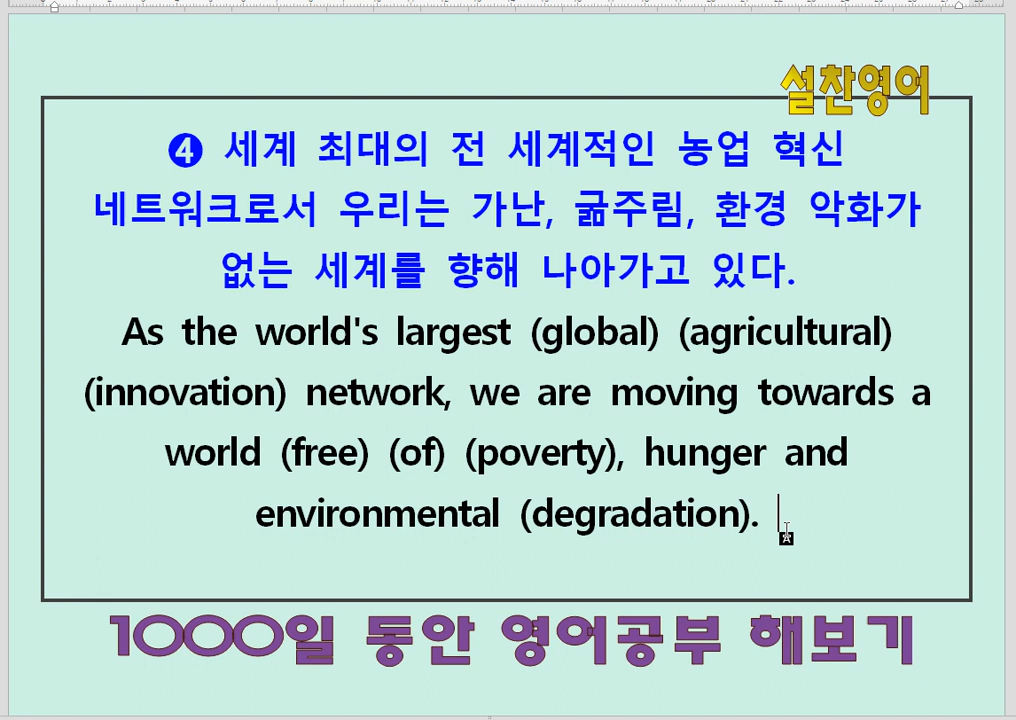 설찬영어
❹ 세계 최대의 전 세계적인 농업 혁신
네트워크로서 우리는 가난, 굶주림, 환경 악화가
없는 세계를 향해 나아가고 있다.
As the world's largest (global) (agricultural)
(innovation) network, we are moving towards a
world (free) (of) (poverty), hunger and
environmental (degradation).
A
1000일 동안 영어공부 해보기